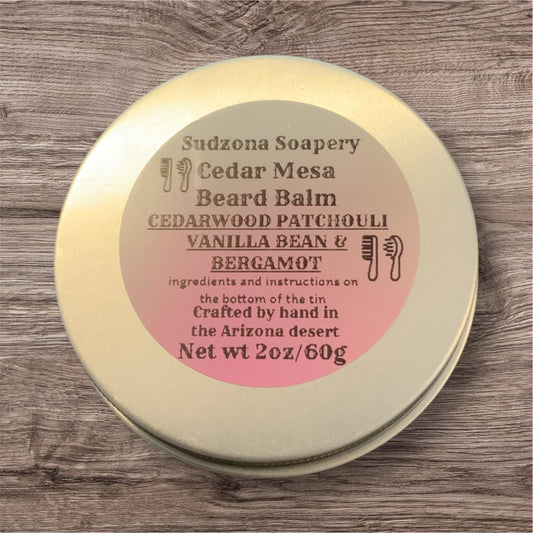 Sudzona Soapery
Cedar Mesa
Beard Balm
CEDARWOOD PATCHOULI
VANILLA BEAN &
BERGAMOT
ingredients and instructions on
the bottom of the tin
Crafted by hand in
the Arizona desert
Net wt 2oz/60g